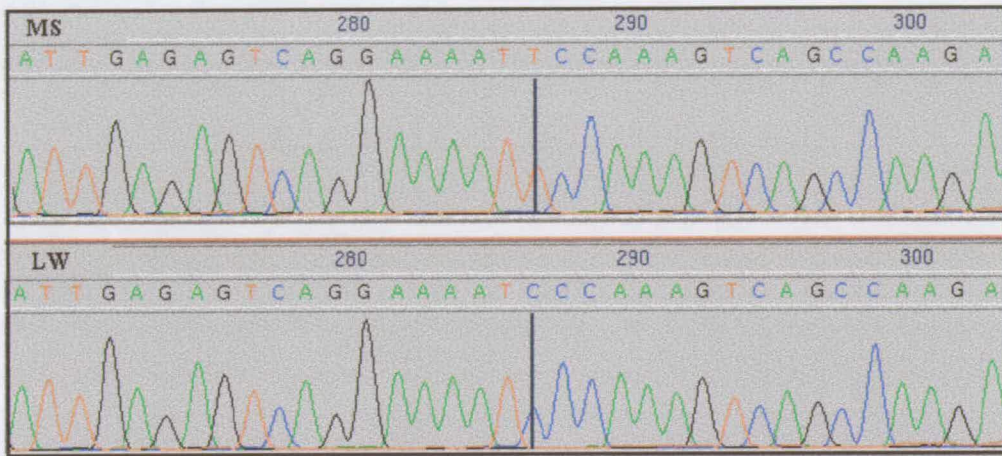 MS 280 290 300
A T T G A G A G T C A G G A A A A T T C C A A A G T C A G C C A A G A
LW 280 290 300
A T T G A G A G T C A G G A A A A T C C C A A A G T C A G C C A A G A